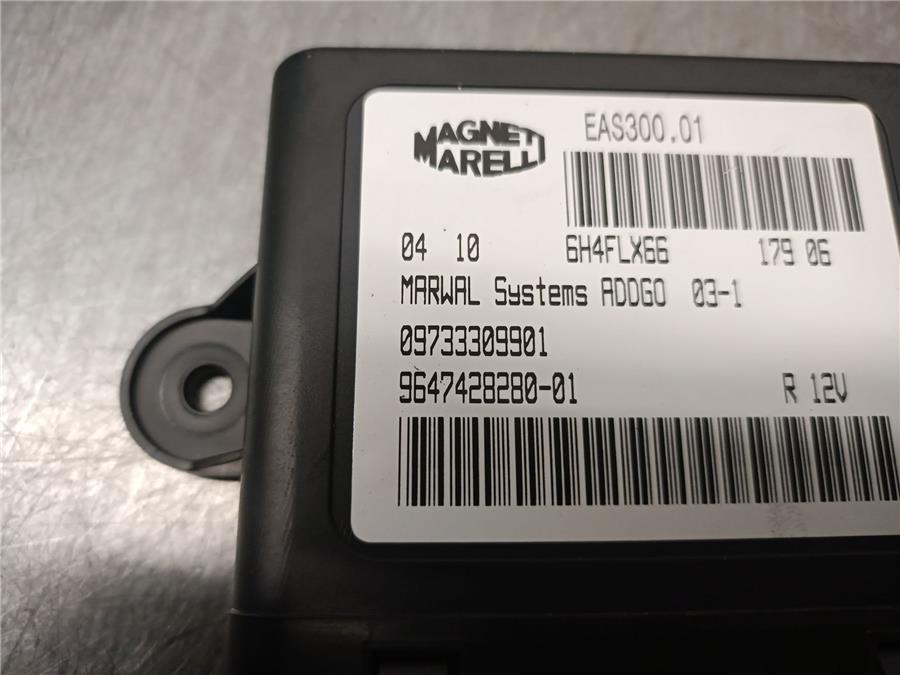 MAGNETI
MARELLI
EAS300.01
04 10 6H4FLX66 179 06
MARWAL Systems ADDGO 03-1
09733309901
9647428280-01 R 12V